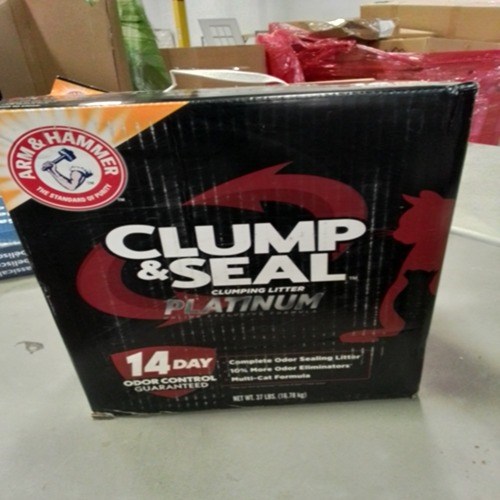 ARM & HAMMER
THE STANDARD OF PURITY
CLUMP
& SEAL
CLUMPING LITTER
PLATINUM
14 DAY
ODOR CONTROL
GUARANTEED
Complete Odor Sealing Litter
10% More Odor Eliminators
Multi-Cat Formula
NET WT. 37 LBS. (16.78 kg)